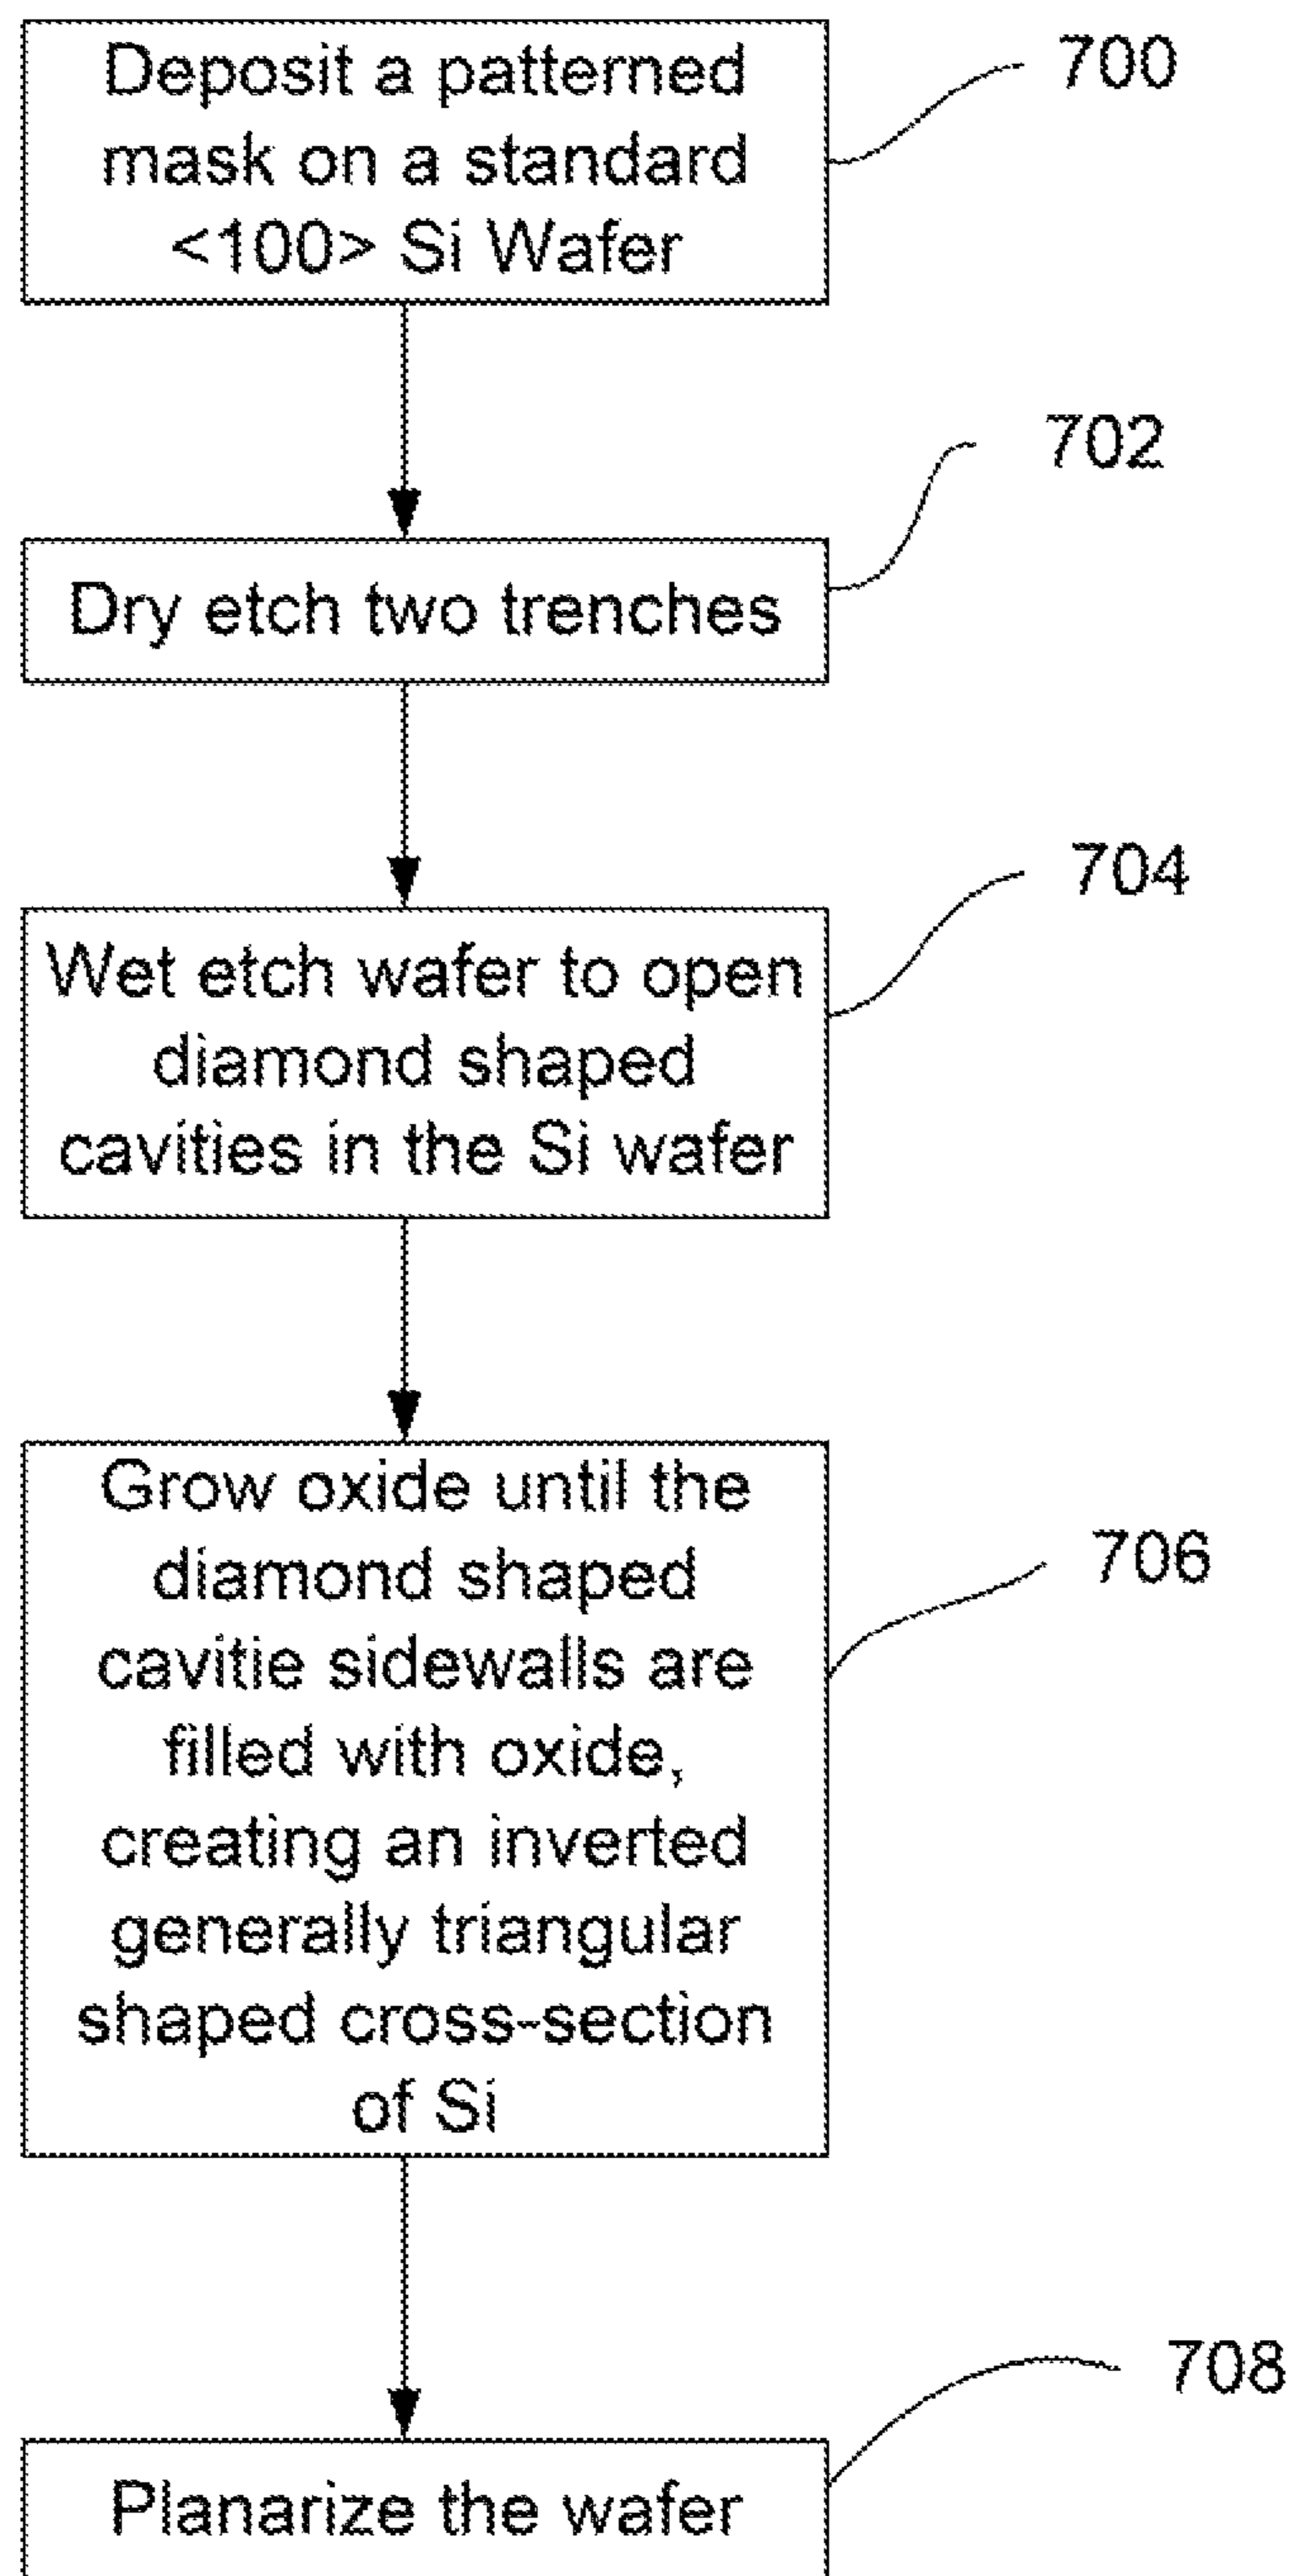 Deposit a patterned
mask on a standard
<100> Si Wafer
700
Dry etch two trenches
702
Wet etch wafer to open
diamond shaped
cavities in the Si wafer
704
Grow oxide until the
diamond shaped
cavitie sidewalls are
filled with oxide,
creating an inverted
generally triangular
shaped cross-section
of Si
706
Planarize the wafer
708